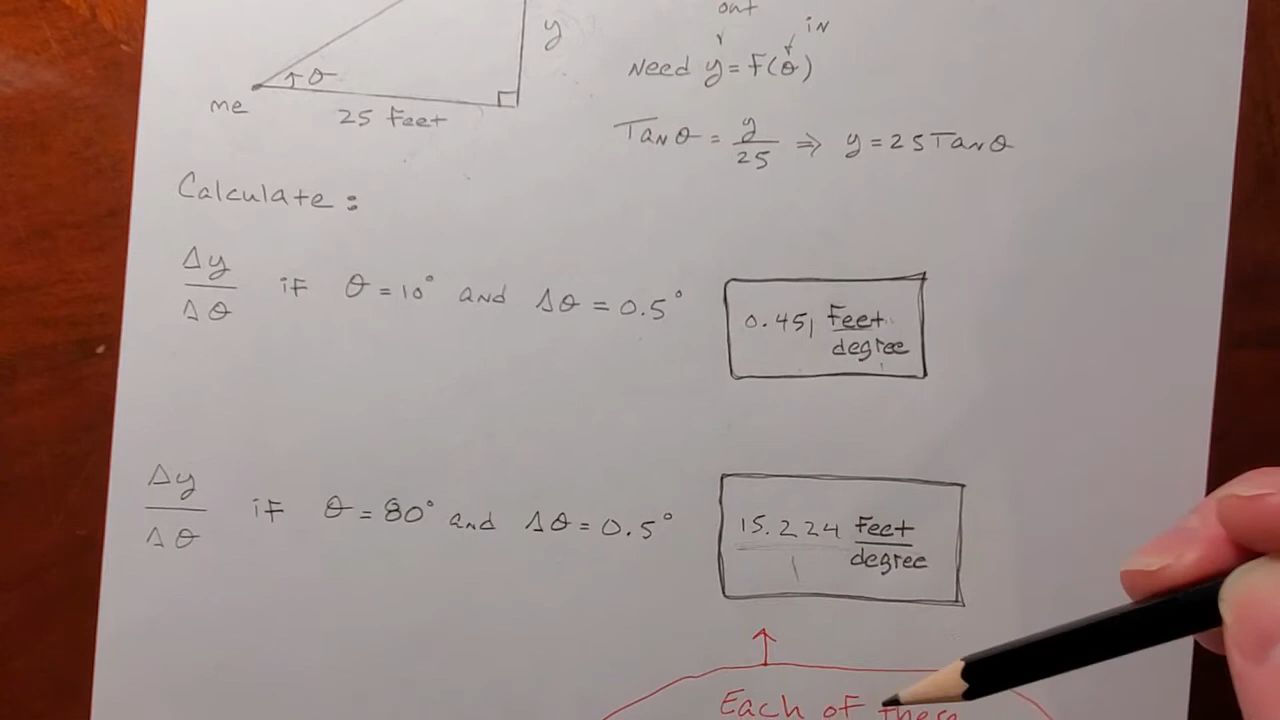 out
in
y
Need y = F(θ)
θ
me
25 Feet
Tan θ = y/25 ⇒ y = 25 Tan θ
Calculate:
Δy/Δθ if θ = 10° and Δθ = 0.5°
0.451 Feet/degree
Δy/Δθ if θ = 80° and Δθ = 0.5°
15.224 Feet/degree
Each of these